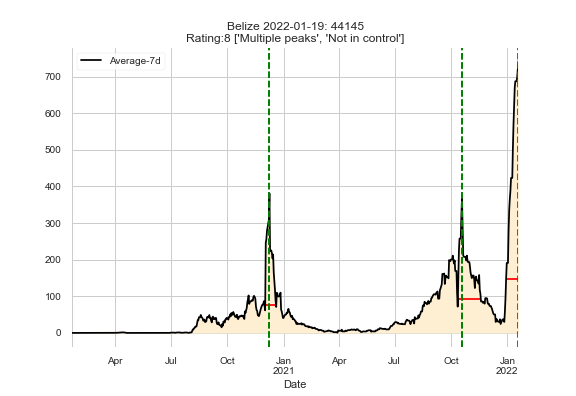 Belize 2022-01-19: 44145
Rating:8 ['Multiple peaks', 'Not in control']
Average-7d
700
600
500
400
300
200
100
0
Apr Jul Oct Jan Apr Jul Oct Jan
2021 2022
Date